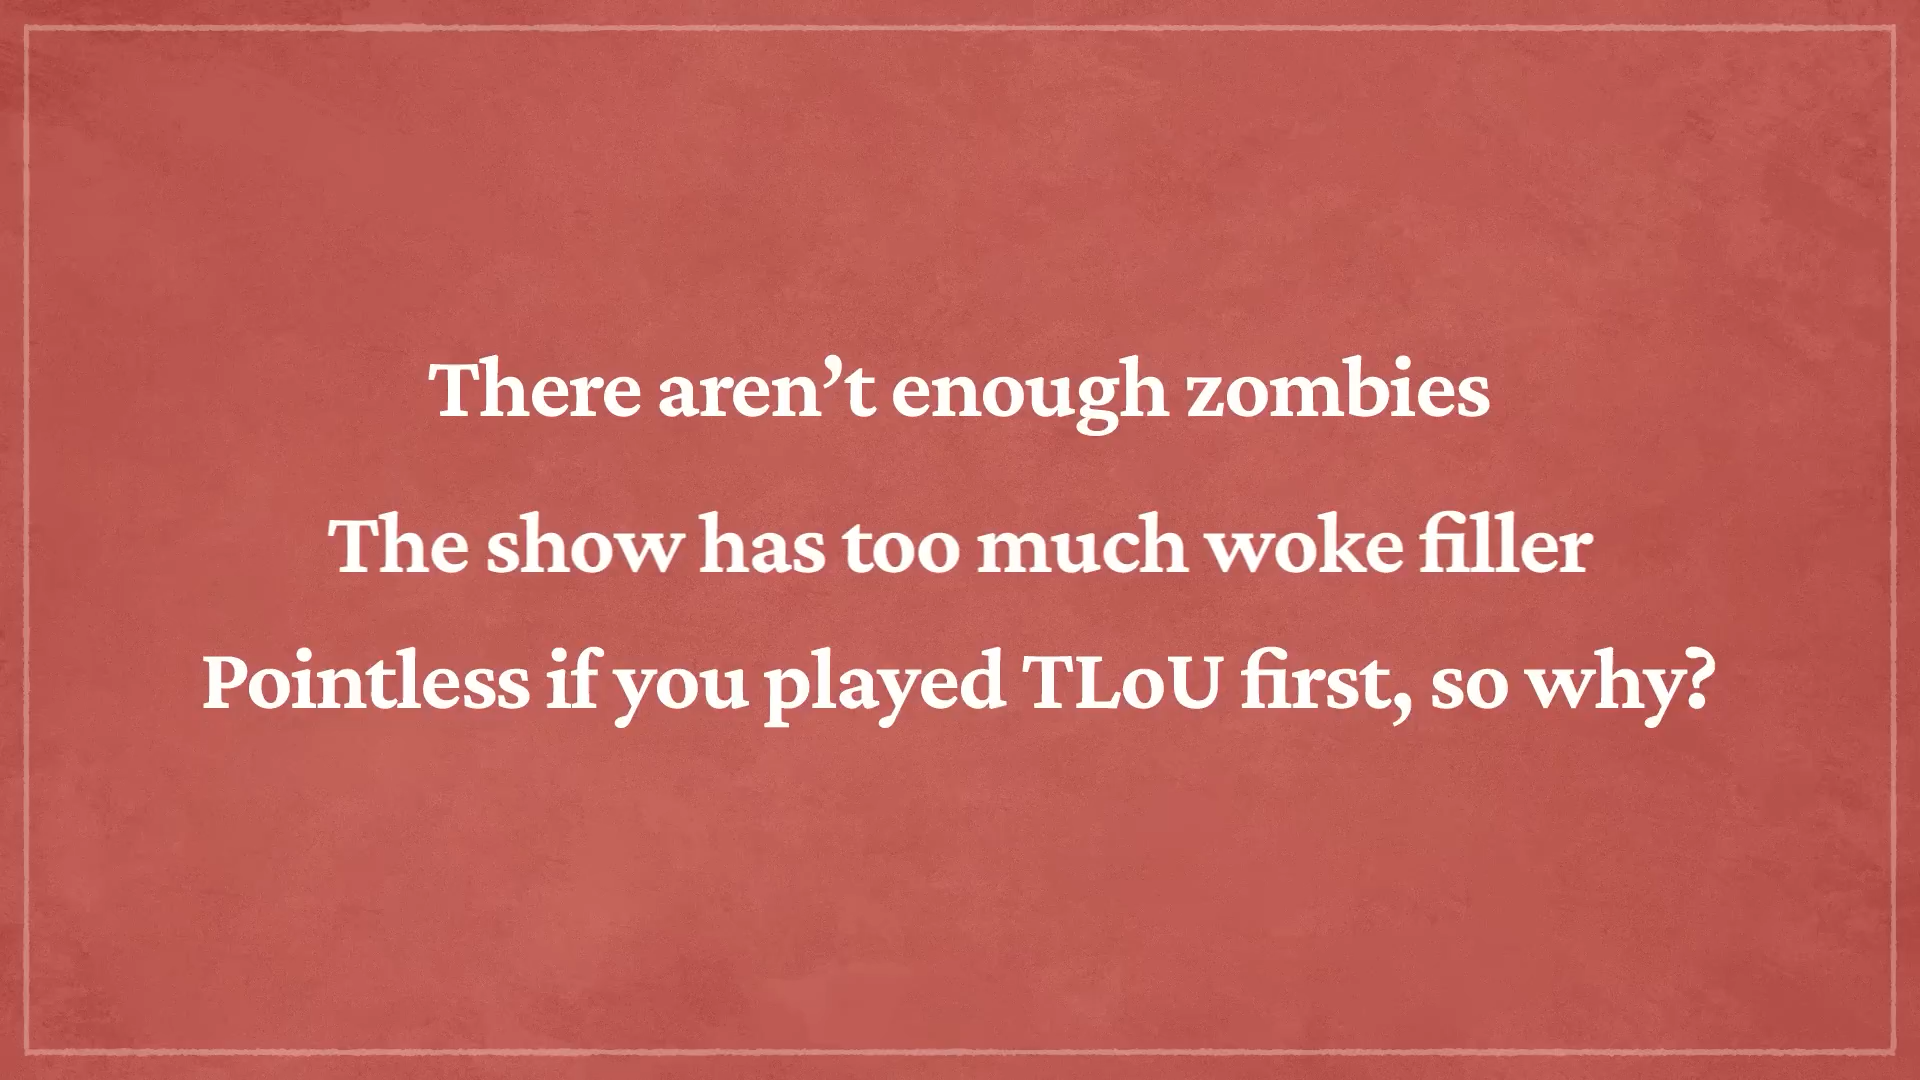 There aren’t enough zombies
The show has too much woke filler
Pointless if you played TLoU first, so why?